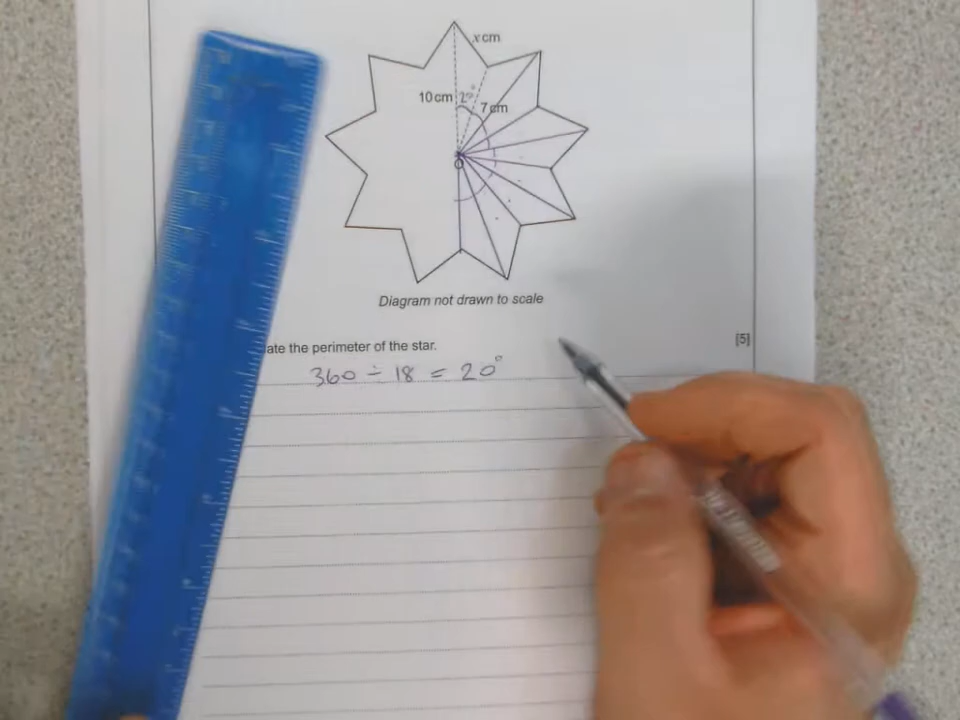 x cm
10 cm 20°
7 cm
O
Diagram not drawn to scale
ate the perimeter of the star.
[5]
360 ÷ 18 = 20°